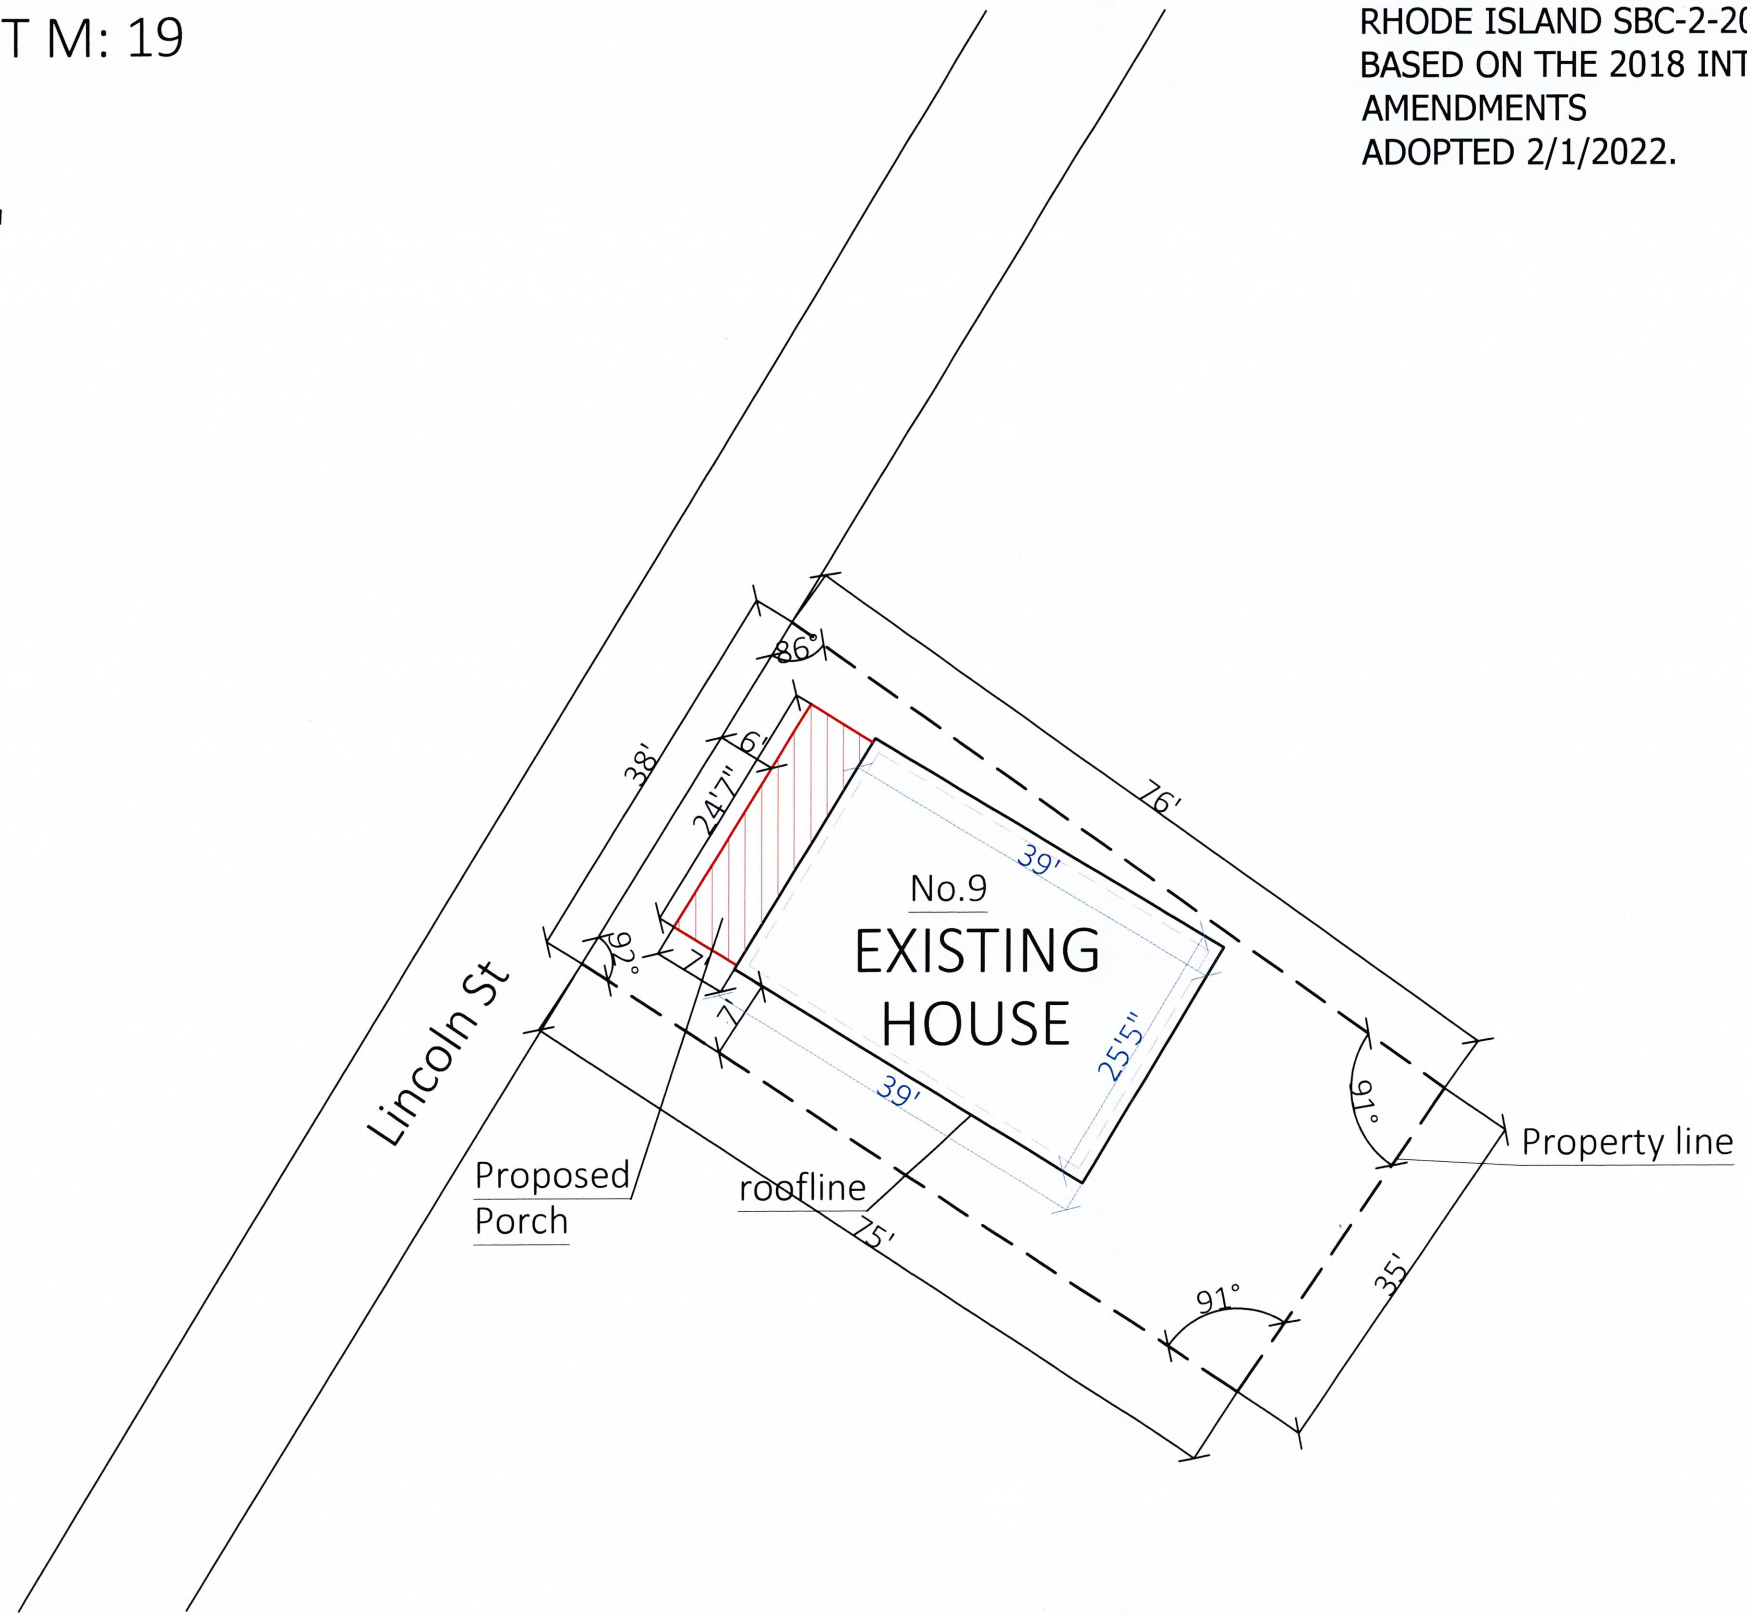 T M: 19
RHODE ISLAND SBC-2-20
BASED ON THE 2018 INT
AMENDMENTS
ADOPTED 2/1/2022.
86°
38'
6'
24'7"
76'
39'
No.9
EXISTING
HOUSE
92°
7'
7'
25'5"
39'
91°
Lincoln St
Property line
Proposed
Porch
roofline
75'
91°
35'